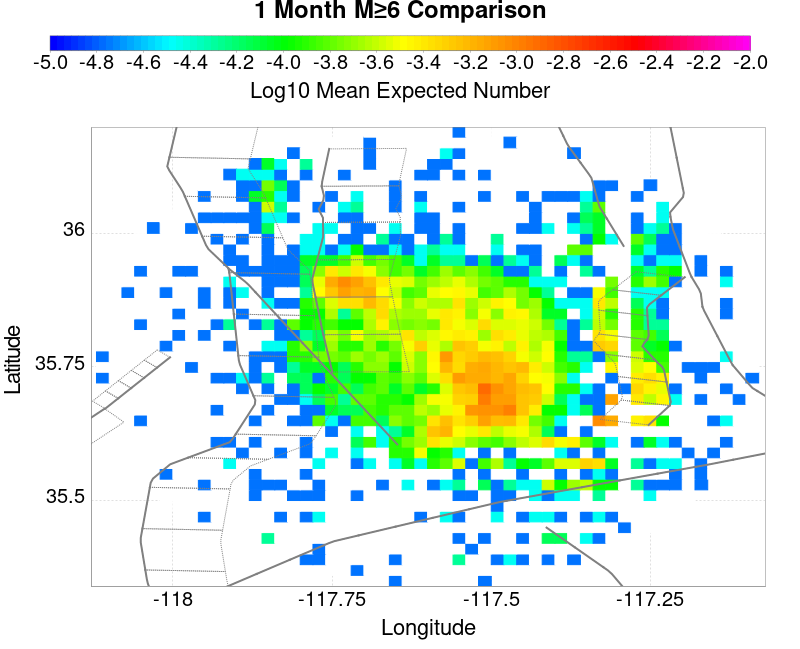 1 Month M≥6 Comparison
-5.0 -4.8 -4.6 -4.4 -4.2 -4.0 -3.8 -3.6 -3.4 -3.2 -3.0 -2.8 -2.6 -2.4 -2.2 -2.0
Log10 Mean Expected Number
36
35.75
35.5
Latitude
-118 -117.75 -117.5 -117.25
Longitude